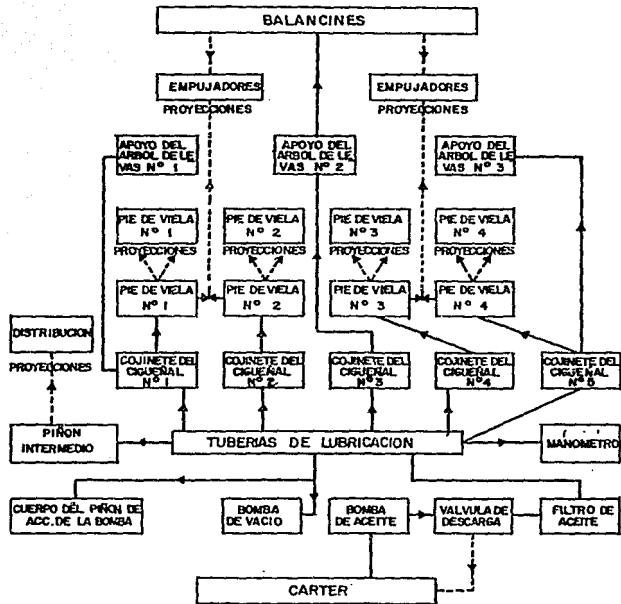 BALANCINES
EMPUJADORES
EMPUJADORES
PROYECCIONES
PROYECCIONES
APOYO DEL
ARBOL DE LE
VAS Nº 1
APOYO DEL
ARBOL DE LE
VAS Nº 2
APOYO DEL
ARBOL DE LE
VAS Nº 3
PIE DE VIELA
Nº 1
PIE DE VIELA
Nº 2
PIE DE VIELA
Nº 3
PIE DE VIELA
Nº 4
PROYECCIONES
PROYECCIONES
PROYECCIONES
PROYECCIONES
PIE DE VIELA
Nº 1
PIE DE VIELA
Nº 2
PIE DE VIELA
Nº 3
PIE DE VIELA
Nº 4
DISTRIBUCION
PROYECCIONES
COJINETE DEL
CIGUEÑAL
Nº 1
COJINETE DEL
CIGUEÑAL
Nº 2
COJINETE DEL
CIGUEÑAL
Nº 3
COJINETE DEL
CIGUEÑAL
Nº 4
COJINETE DEL
CIGUEÑAL
Nº 5
PIÑON
INTERMEDIO
TUBERIAS DE LUBRICACION
MANOMETRO
CUERPO DEL PIÑON DE
ACC. DE LA BOMBA
BOMBA
DE VACIO
BOMBA
DE ACEITE
VALVULA DE
DESCARGA
FILTRO DE
ACEITE
CARTER